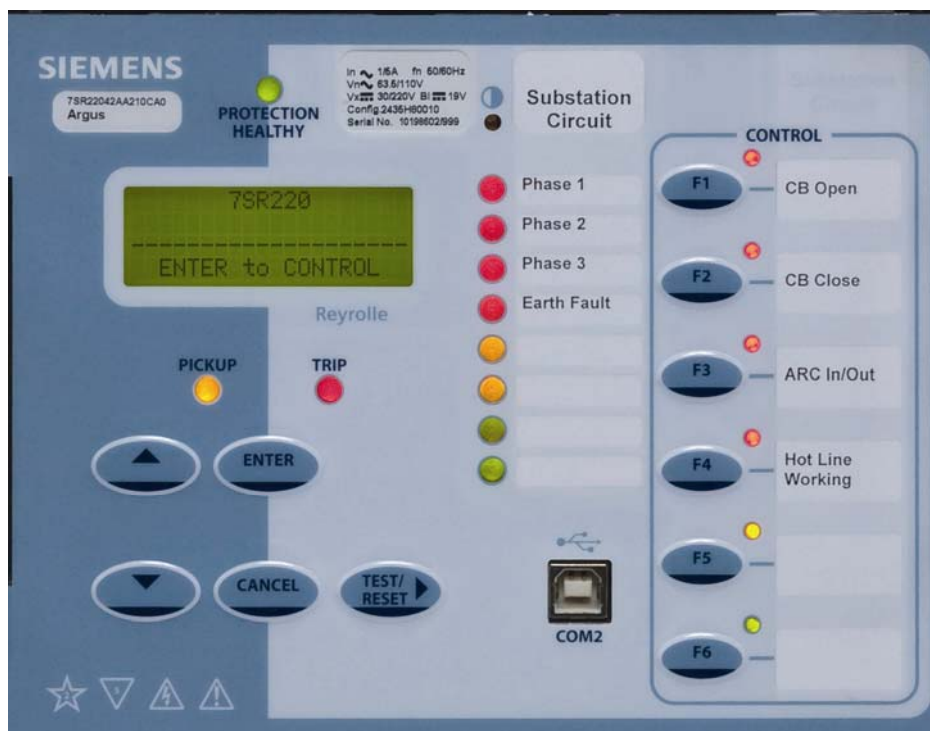 SIEMENS
7SR22042AA210CA0
Argus
PROTECTION
HEALTHY
In 1/5A fn 50/60Hz
Vn 63.5/110V
Vx 30/220V BI 19V
Config.2435H80010
Serial No. 10198602/999
Substation
Circuit
7SR220
--------------------------
ENTER to CONTROL
Reyrolle
PICKUP
TRIP
ENTER
CANCEL
TEST/
RESET
Phase 1
Phase 2
Phase 3
Earth Fault
COM2
CONTROL
F1
CB Open
F2
CB Close
F3
ARC In/Out
F4
Hot Line
Working
F5
F6